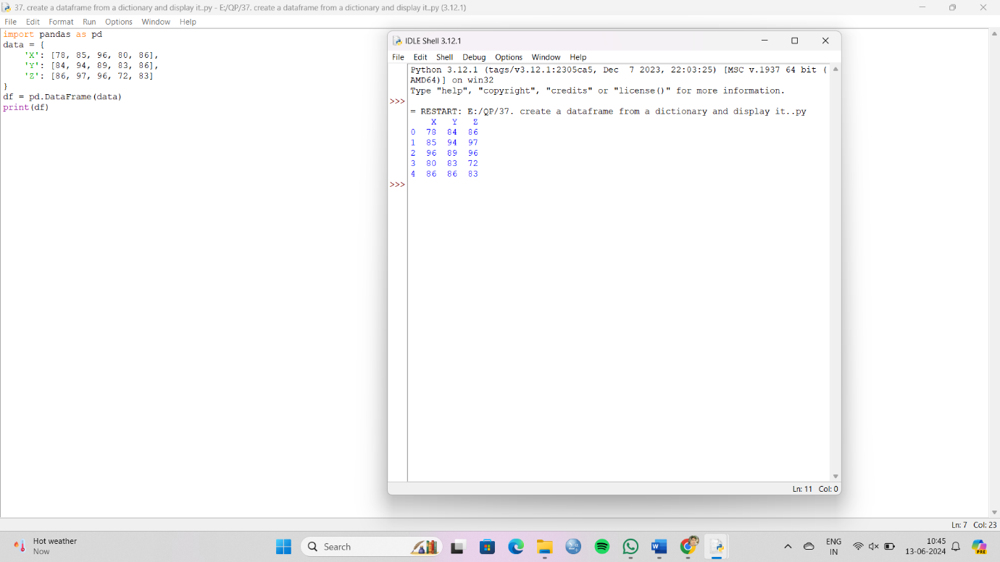 37. create a dataframe from a dictionary and display it..py - E:/QP/37. create a dataframe from a dictionary and display it..py (3.12.1)
File Edit Format Run Options Window Help
import pandas as pd
data = {
    'X': [78, 85, 96, 80, 86],
    'Y': [84, 94, 89, 83, 86],
    'Z': [86, 97, 96, 72, 83]
}
df = pd.DataFrame(data)
print(df)
IDLE Shell 3.12.1
File Edit Shell Debug Options Window Help
Python 3.12.1 (tags/v3.12.1:2305ca5, Dec  7 2023, 22:03:25) [MSC v.1937 64 bit (
AMD64)] on win32
Type "help", "copyright", "credits" or "license()" for more information.
>>>
= RESTART: E:/QP/37. create a dataframe from a dictionary and display it..py
    X   Y   Z
0  78  84  86
1  85  94  97
2  96  89  96
3  80  83  72
4  86  86  83
>>>
Ln: 11 Col: 0
Ln: 7 Col: 23
Hot weather
Now
Search
W
ENG
IN
10:45
13-06-2024
PRE